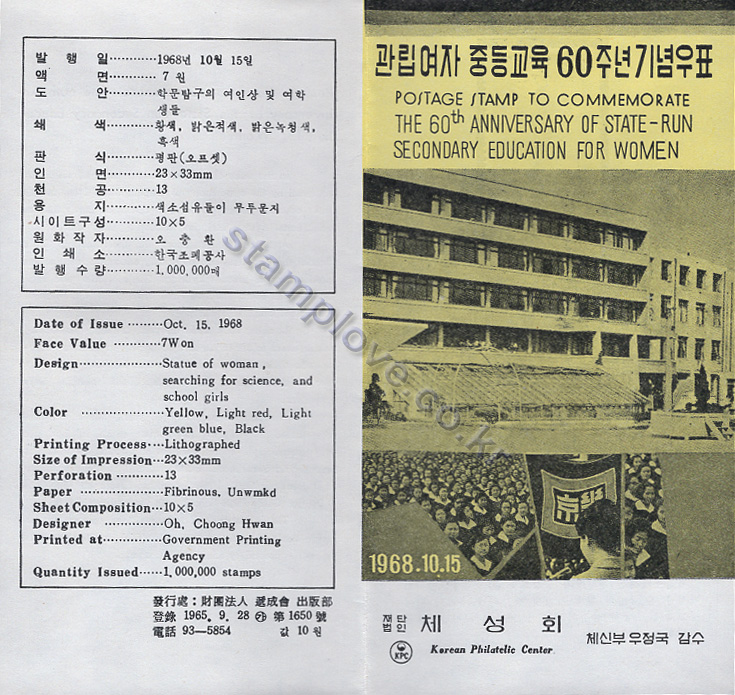 발 행 일············1968년 10월 15일
액 면············ 7 원
도 안············학문탐구의 여인상 및 여학
생들
쇄 색············황색, 밝은적색, 밝은녹청색,
흑색
판 식············평판(오프셋)
인 면············23×33mm
천 공············13
용 지············색소섬유들이 무투문지
시이트구성············10×5
원 화 작 자············오 충 환
인 쇄 소············한국조폐공사
발 행 수 량············1,000,000매
Date of Issue ·········Oct. 15. 1968
Face Value ············7Won
Design··················Statue of woman,
searching for science, and
school girls
Color ··················Yellow, Light red, Light
green blue, Black
Printing Process····Lithographed
Size of Impression···23×33mm
Perforation ············13
Paper ··················Fibrinous. Unwmkd
Sheet Composition···10×5
Designer ············Oh, Choong Hwan
Printed at············Government Printing
Agency
Quantity Issued······1,000,000 stamps
發行處：財團法人 遞成會 出版部
登錄 1965. 9. 28 ㉮ 第 1650號
電話 93—5854 값 10원
관립여자 중등교육 60주년기념우표
POSTAGE STAMP TO COMMEMORATE
THE 60th ANNIVERSARY OF STATE-RUN
SECONDARY EDUCATION FOR WOMEN
京 高
1968.10.15
재단법인 체 성 회
KPC
Korean Philatelic Center
체신부 우정국 감수
stamplove.co.kr